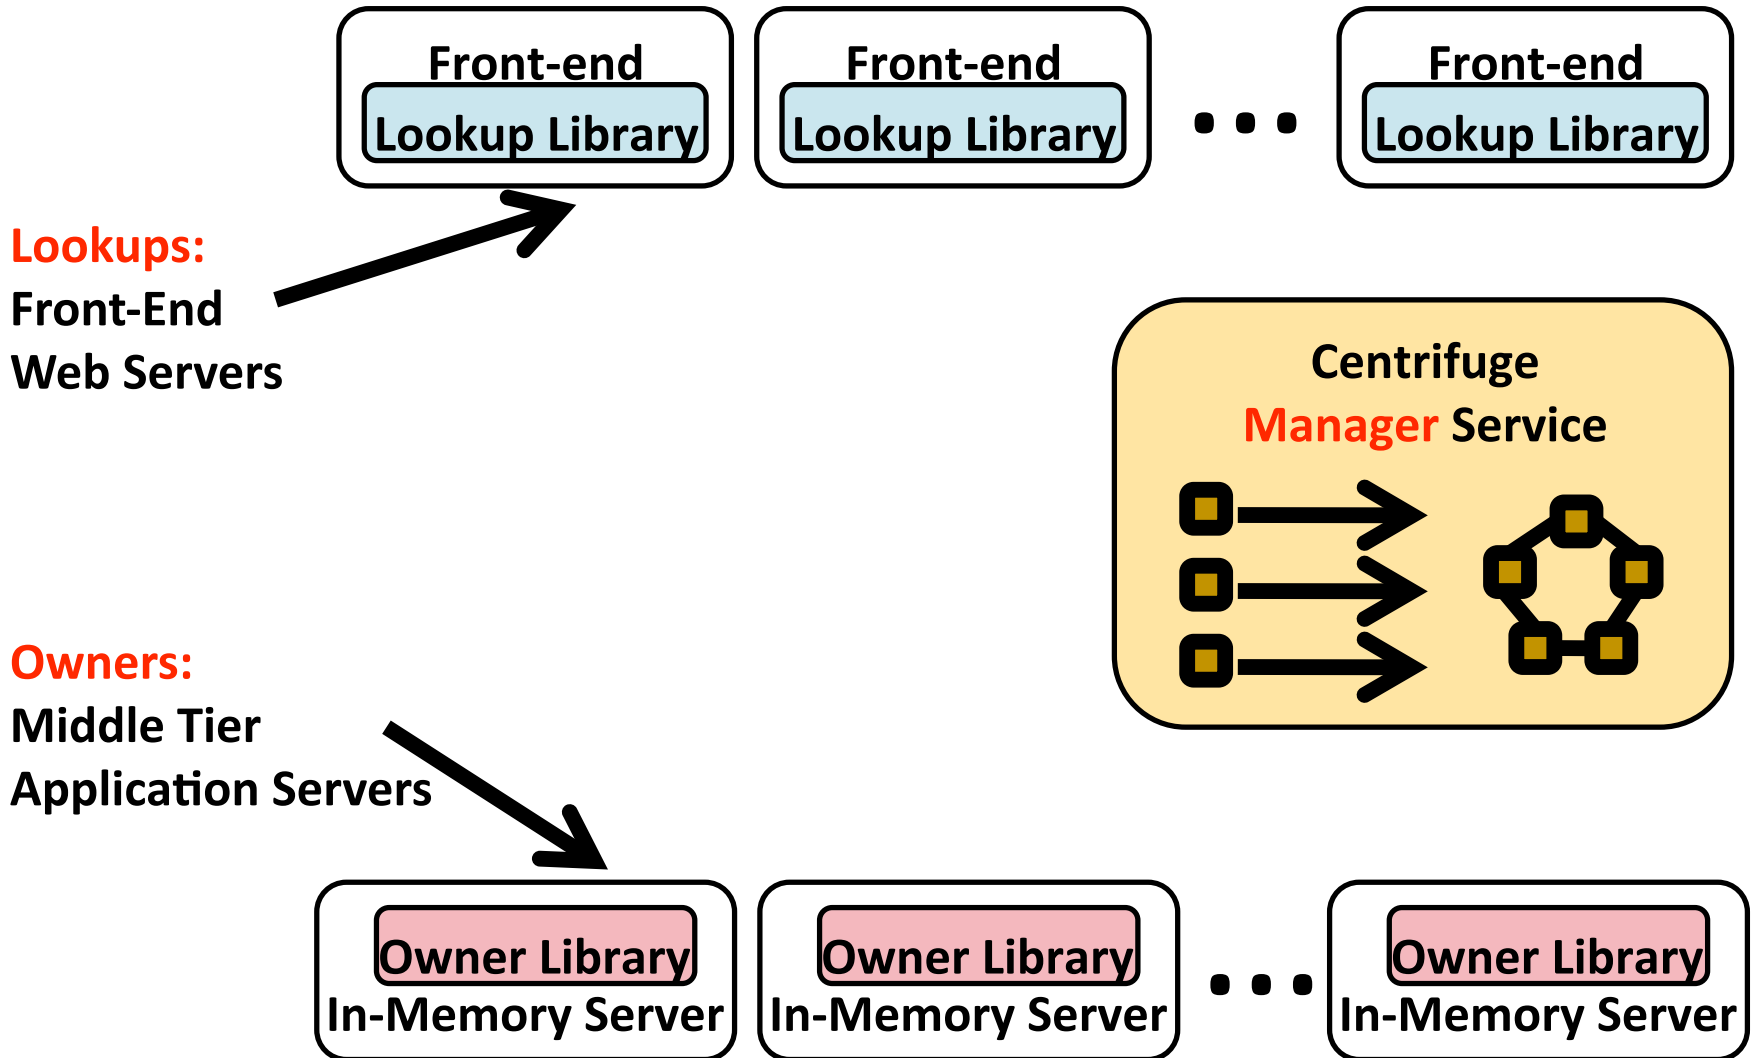 Front-end
Lookup Library
Front-end
Lookup Library
...
Front-end
Lookup Library
Lookups:
Front-End
Web Servers
Centrifuge
Manager Service
Owners:
Middle Tier
Application Servers
Owner Library
In-Memory Server
Owner Library
In-Memory Server
...
Owner Library
In-Memory Server